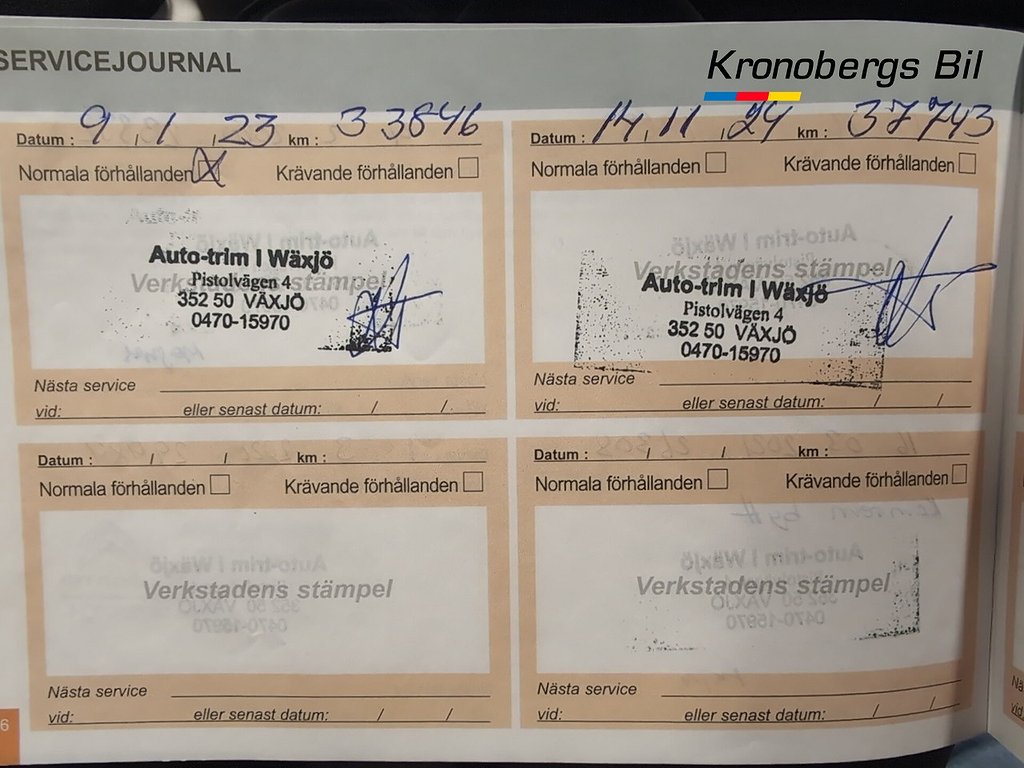 SERVICEJOURNAL
Kronobergs Bil
Datum : 9 , 1 , 23 km : 33846
Normala förhållanden Krävande förhållanden
Auto-trim I Wäxjö
Verkstadens stämpel
Pistolvägen 4
352 50 VÄXJÖ
0470-15970
Nästa service
vid: eller senast datum: / /
Datum : 14, 11 , 24 km : 37743
Normala förhållanden Krävande förhållanden
Verkstadens stämpel
Auto-trim I Wäxjö
Pistolvägen 4
352 50 VÄXJÖ
0470-15970
Nästa service
vid: eller senast datum: / /
Datum : / / km :
Normala förhållanden Krävande förhållanden
Verkstadens stämpel
Nästa service
vid: eller senast datum: / /
Datum : / / km :
Normala förhållanden Krävande förhållanden
Verkstadens stämpel
Nästa service
vid: eller senast datum: / /
6